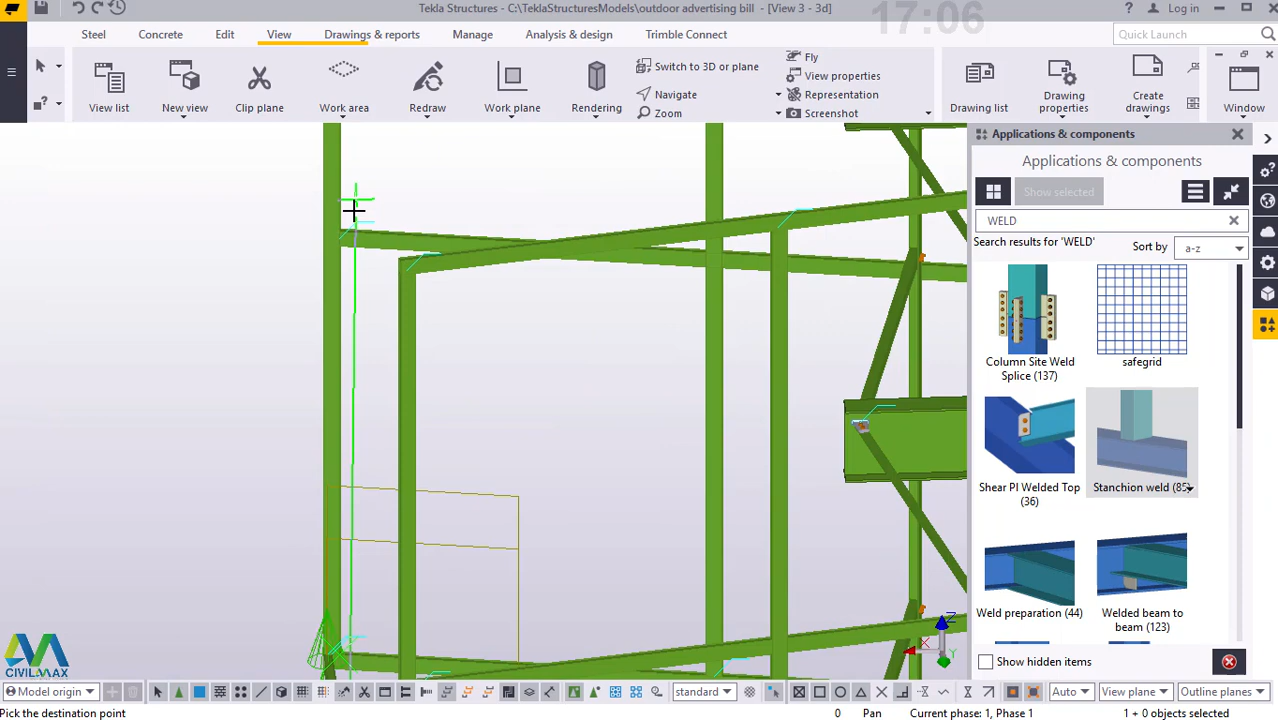 Tekla Structures - C:\TeklaStructuresModels\outdoor advertising bill - [View 3 - 3d]
17:06
Log in
Steel
Concrete
Edit
View
Drawings & reports
Manage
Analysis & design
Trimble Connect
Quick Launch
View list
New view
Clip plane
Work area
Redraw
Work plane
Rendering
Switch to 3D or plane
Navigate
Zoom
Fly
View properties
Representation
Screenshot
Drawing list
Drawing properties
Create drawings
Window
Applications & components
Applications & components
Show selected
WELD
Search results for 'WELD'
Sort by
a-z
Column Site Weld Splice (137)
safegrid
Shear Pl Welded Top (36)
Stanchion weld (85)
Weld preparation (44)
Welded beam to beam (123)
Show hidden items
Z
X
Y
CIVILMAX
Model origin
standard
Auto
View plane
Outline planes
Pick the destination point
0
Pan
Current phase: 1, Phase 1
1 + 0 objects selected